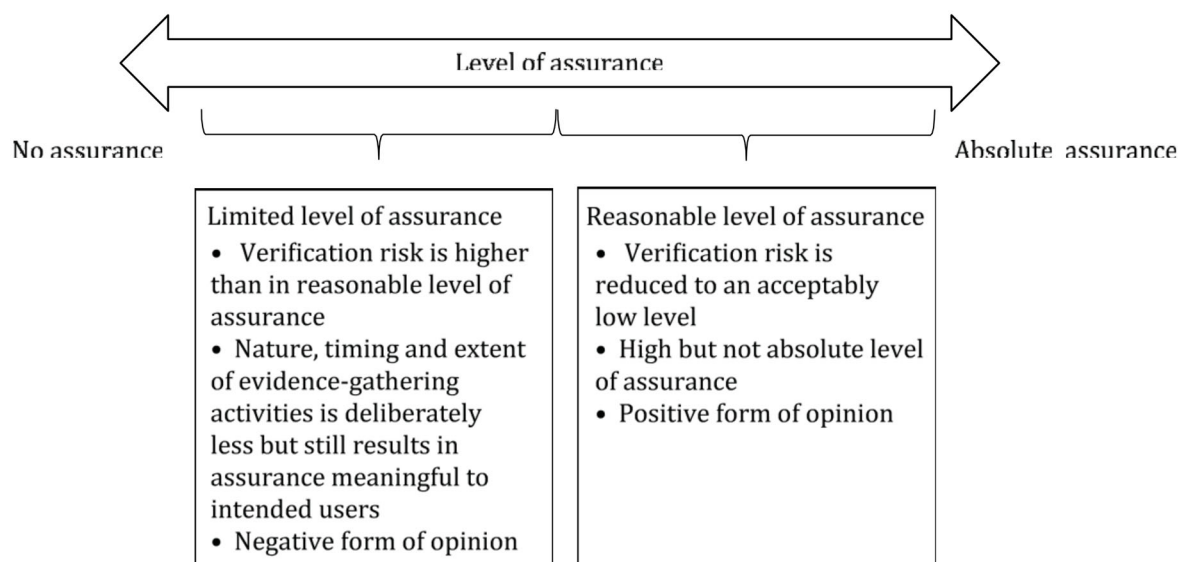 Level of assurance
No assurance
Absolute assurance
Limited level of assurance
• Verification risk is higher
than in reasonable level of
assurance
• Nature, timing and extent
of evidence-gathering
activities is deliberately
less but still results in
assurance meaningful to
intended users
• Negative form of opinion
Reasonable level of assurance
• Verification risk is
reduced to an acceptably
low level
• High but not absolute level
of assurance
• Positive form of opinion